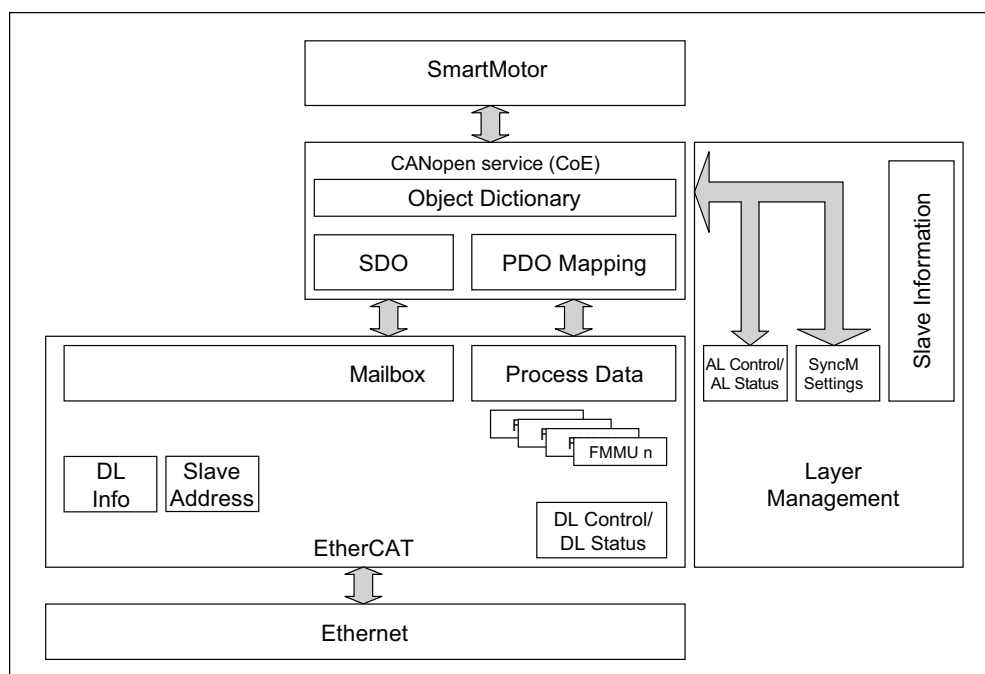 SmartMotor
CANopen service (CoE)
Object Dictionary
SDO
PDO Mapping
Mailbox
Process Data
F
F
F
FMMU n
DL
Info
Slave
Address
DL Control/
DL Status
EtherCAT
Ethernet
AL Control/
AL Status
SyncM
Settings
Slave Information
Layer
Management